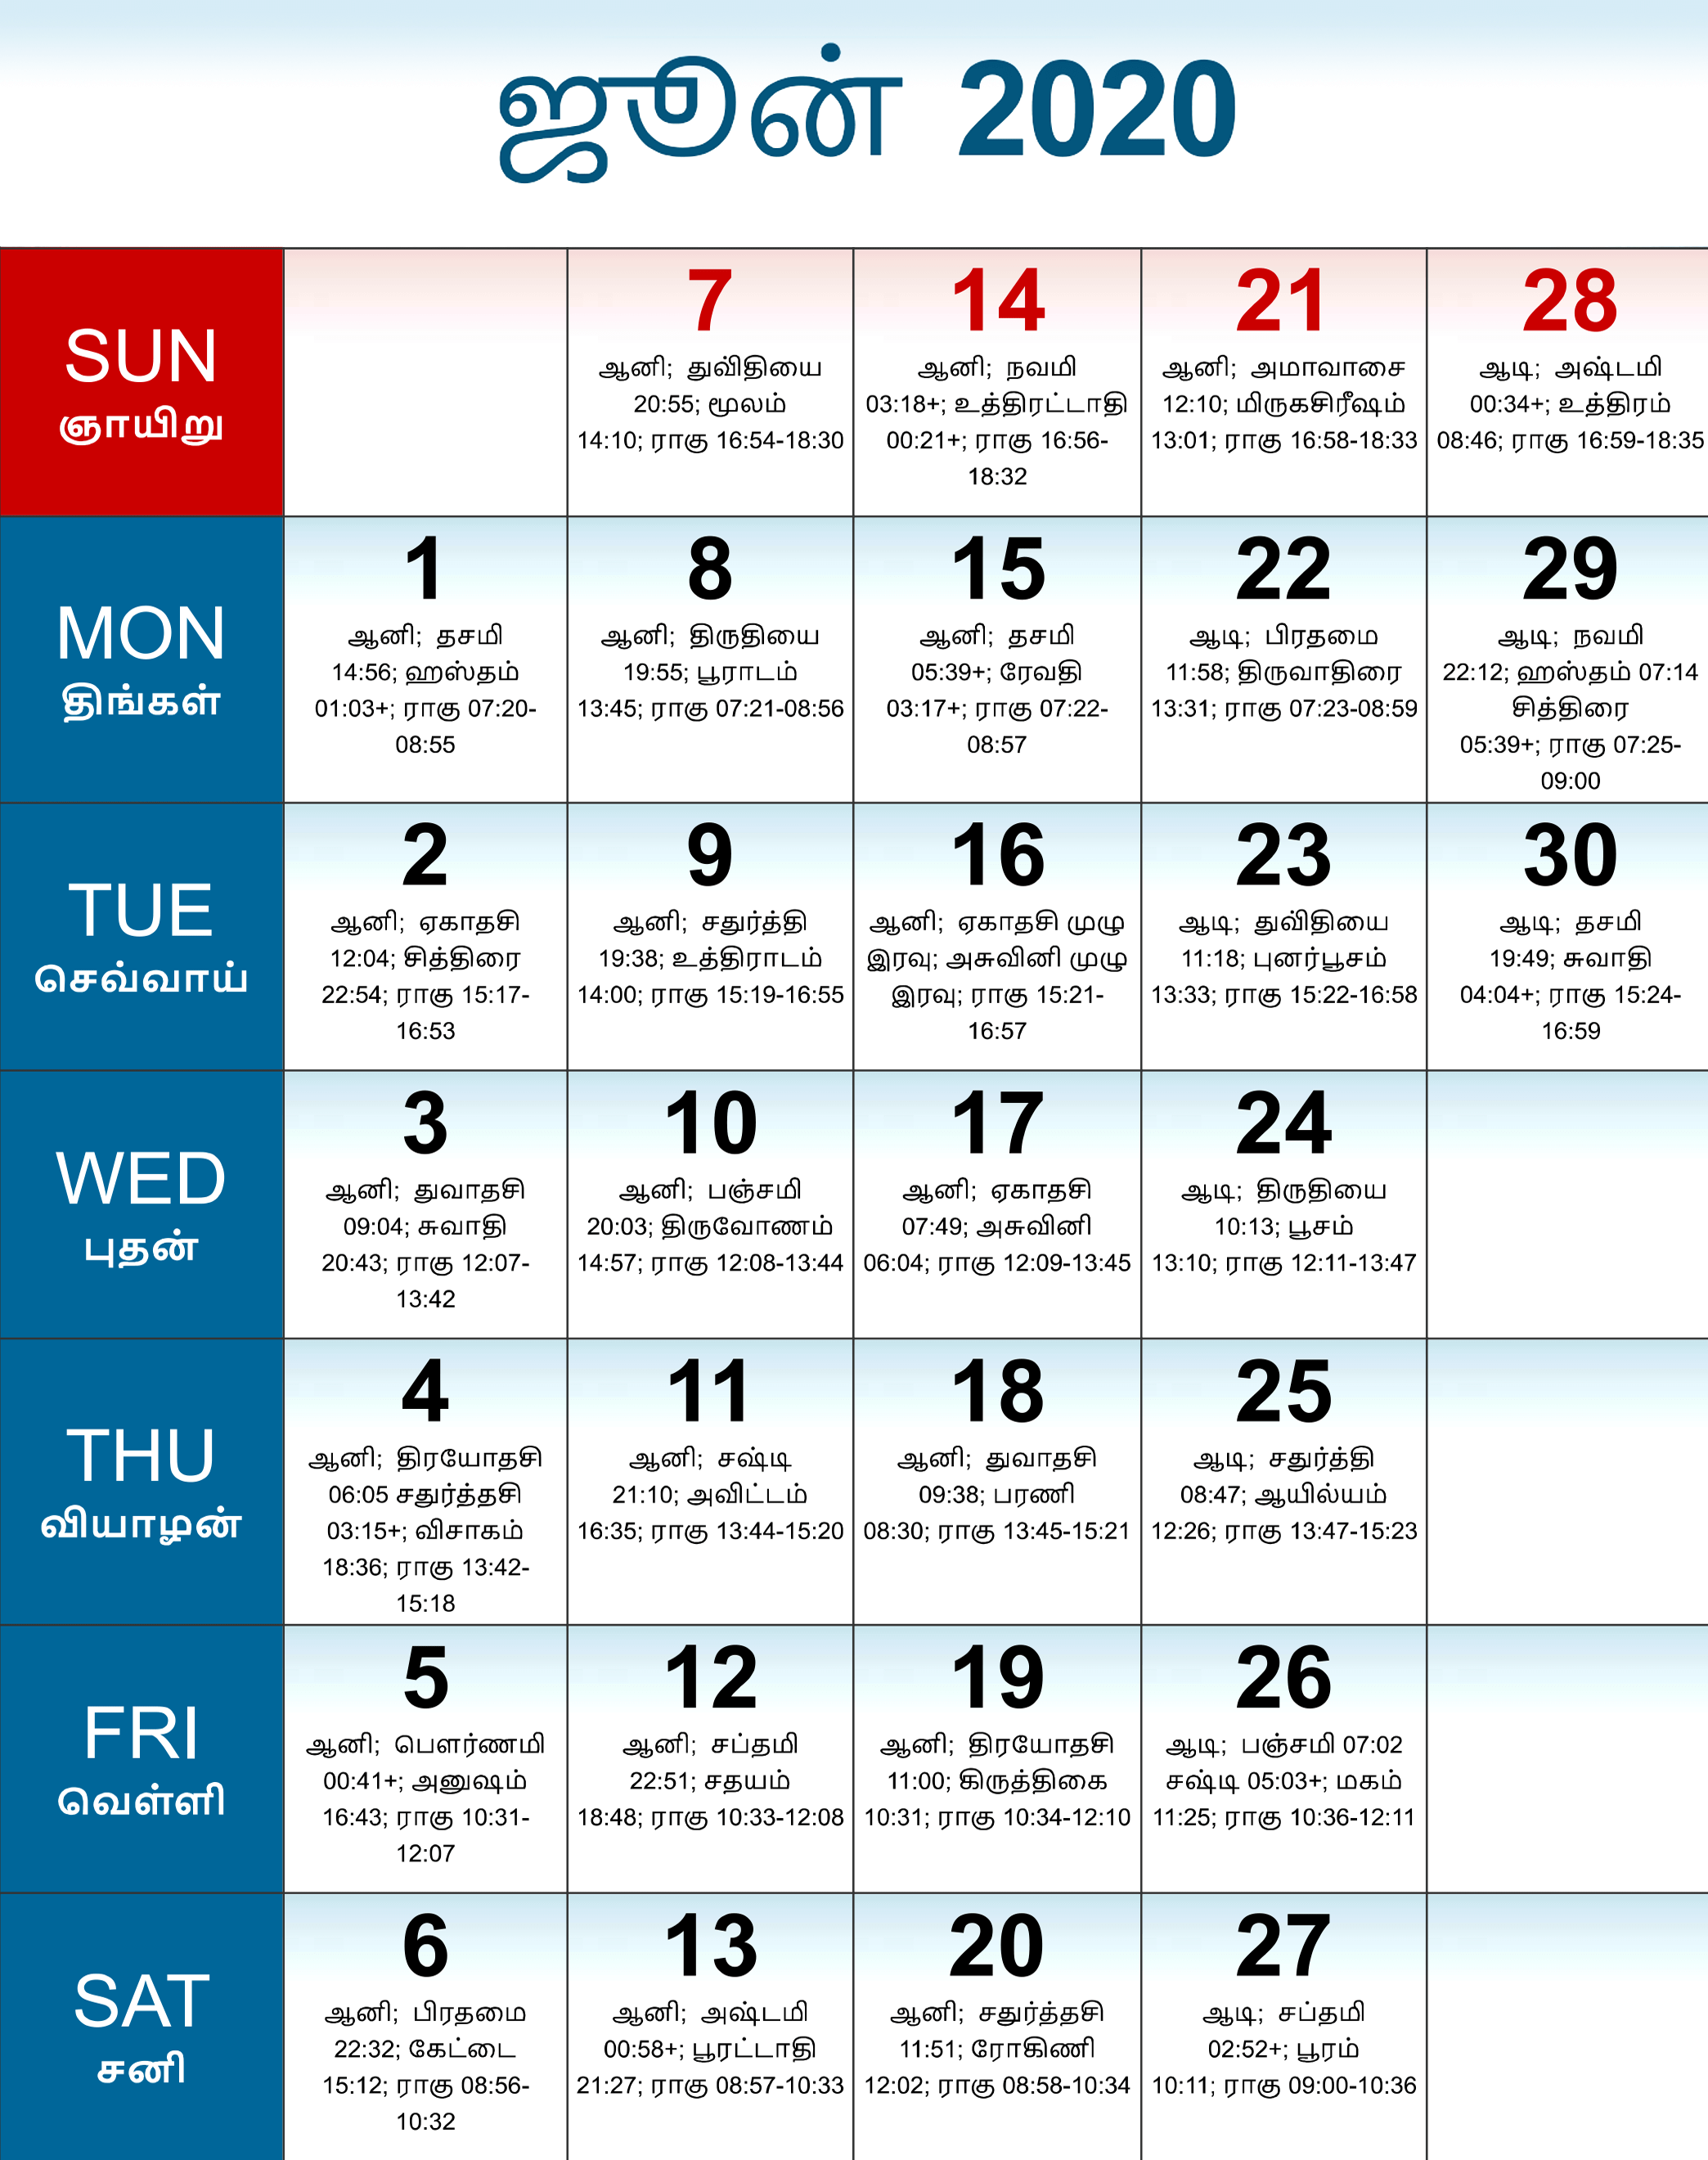 ஜூன் 2020
SUN
ஞாயிறு
7
ஆனி; துவிதியை
20:55; மூலம்
14:10; ராகு 16:54-18:30
14
ஆனி; நவமி
03:18+; உத்திரட்டாதி
00:21+; ராகு 16:56-
18:32
21
ஆனி; அமாவாசை
12:10; மிருகசிரீஷம்
13:01; ராகு 16:58-18:33
28
ஆடி; அஷ்டமி
00:34+; உத்திரம்
08:46; ராகு 16:59-18:35
MON
திங்கள்
1
ஆனி; தசமி
14:56; ஹஸ்தம்
01:03+; ராகு 07:20-
08:55
8
ஆனி; திருதியை
19:55; பூராடம்
13:45; ராகு 07:21-08:56
15
ஆனி; தசமி
05:39+; ரேவதி
03:17+; ராகு 07:22-
08:57
22
ஆடி; பிரதமை
11:58; திருவாதிரை
13:31; ராகு 07:23-08:59
29
ஆடி; நவமி
22:12; ஹஸ்தம் 07:14
சித்திரை
05:39+; ராகு 07:25-
09:00
TUE
செவ்வாய்
2
ஆனி; ஏகாதசி
12:04; சித்திரை
22:54; ராகு 15:17-
16:53
9
ஆனி; சதுர்த்தி
19:38; உத்திராடம்
14:00; ராகு 15:19-16:55
16
ஆனி; ஏகாதசி முழு
இரவு; அசுவினி முழு
இரவு; ராகு 15:21-
16:57
23
ஆடி; துவிதியை
11:18; புனர்பூசம்
13:33; ராகு 15:22-16:58
30
ஆடி; தசமி
19:49; சுவாதி
04:04+; ராகு 15:24-
16:59
WED
புதன்
3
ஆனி; துவாதசி
09:04; சுவாதி
20:43; ராகு 12:07-
13:42
10
ஆனி; பஞ்சமி
20:03; திருவோணம்
14:57; ராகு 12:08-13:44
17
ஆனி; ஏகாதசி
07:49; அசுவினி
06:04; ராகு 12:09-13:45
24
ஆடி; திருதியை
10:13; பூசம்
13:10; ராகு 12:11-13:47
THU
வியாழன்
4
ஆனி; திரயோதசி
06:05 சதுர்த்தசி
03:15+; விசாகம்
18:36; ராகு 13:42-
15:18
11
ஆனி; சஷ்டி
21:10; அவிட்டம்
16:35; ராகு 13:44-15:20
18
ஆனி; துவாதசி
09:38; பரணி
08:30; ராகு 13:45-15:21
25
ஆடி; சதுர்த்தி
08:47; ஆயில்யம்
12:26; ராகு 13:47-15:23
FRI
வெள்ளி
5
ஆனி; பௌர்ணமி
00:41+; அனுஷம்
16:43; ராகு 10:31-
12:07
12
ஆனி; சப்தமி
22:51; சதயம்
18:48; ராகு 10:33-12:08
19
ஆனி; திரயோதசி
11:00; கிருத்திகை
10:31; ராகு 10:34-12:10
26
ஆடி; பஞ்சமி 07:02
சஷ்டி 05:03+; மகம்
11:25; ராகு 10:36-12:11
SAT
சனி
6
ஆனி; பிரதமை
22:32; கேட்டை
15:12; ராகு 08:56-
10:32
13
ஆனி; அஷ்டமி
00:58+; பூரட்டாதி
21:27; ராகு 08:57-10:33
20
ஆனி; சதுர்த்தசி
11:51; ரோகிணி
12:02; ராகு 08:58-10:34
27
ஆடி; சப்தமி
02:52+; பூரம்
10:11; ராகு 09:00-10:36